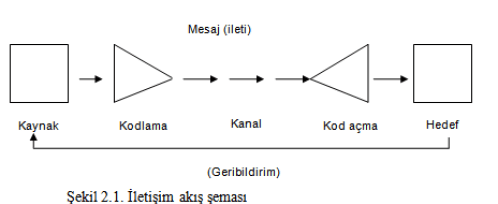 Mesaj (ileti)
Kaynak Kodlama Kanal Kod açma Hedef
(Geribildirim)
Şekil 2.1. İletişim akış şeması